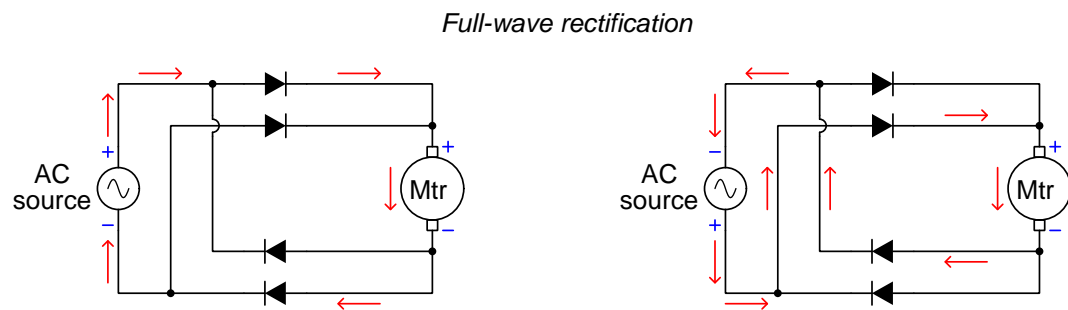 Full-wave rectification
+
AC
source
−
+
Mtr
−
−
AC
source
+
+
Mtr
−